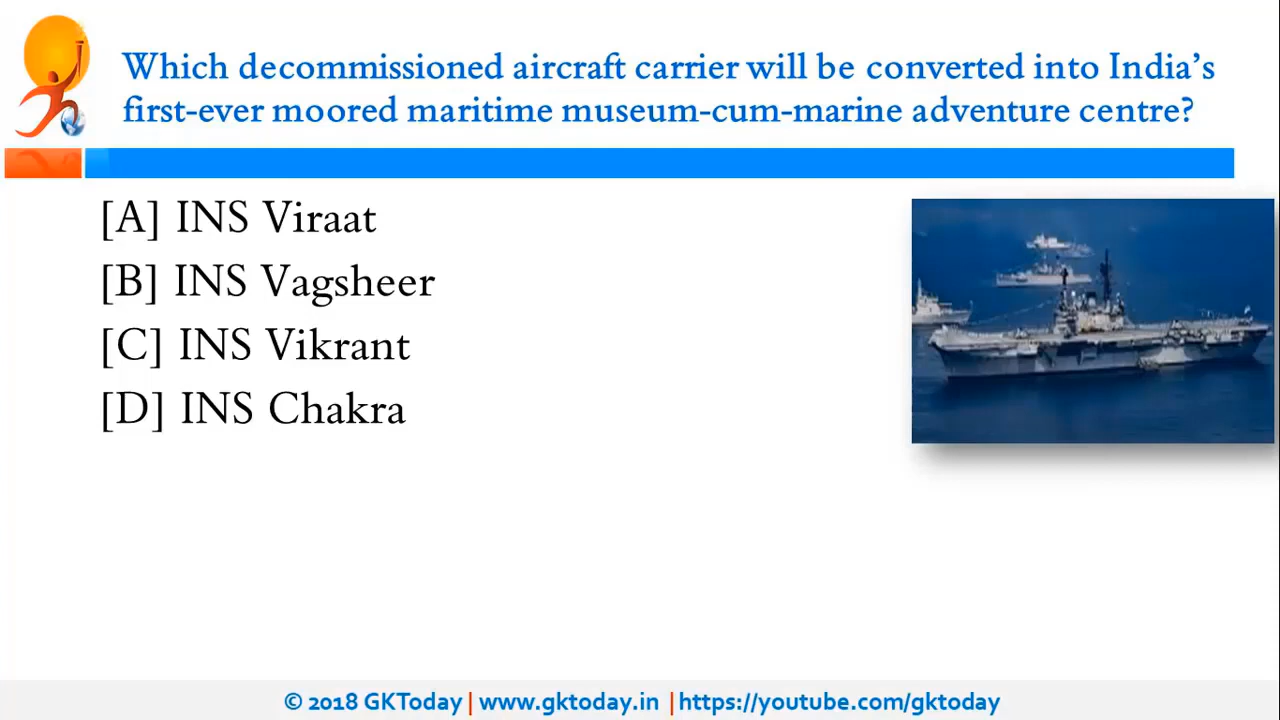 Which decommissioned aircraft carrier will be converted into India’s
first-ever moored maritime museum-cum-marine adventure centre?
[A] INS Viraat
[B] INS Vagsheer
[C] INS Vikrant
[D] INS Chakra
© 2018 GKToday | www.gktoday.in | https://youtube.com/gktoday